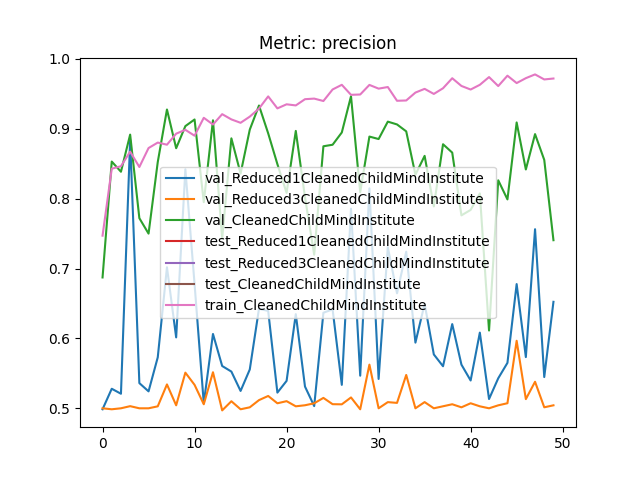 Metric: precision
1.0
0.9
0.8
0.7
0.6
0.5
val_Reduced1CleanedChildMindInstitute
val_Reduced3CleanedChildMindInstitute
val_CleanedChildMindInstitute
test_Reduced1CleanedChildMindInstitute
test_Reduced3CleanedChildMindInstitute
test_CleanedChildMindInstitute
train_CleanedChildMindInstitute
0 10 20 30 40 50